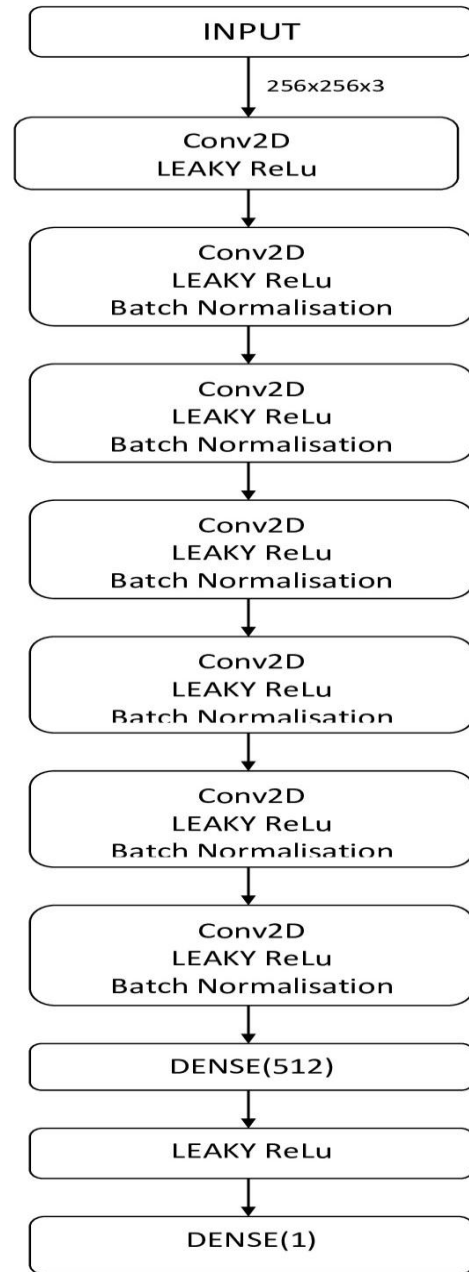 INPUT
256x256x3
Conv2D
LEAKY ReLu
Conv2D
LEAKY ReLu
Batch Normalisation
Conv2D
LEAKY ReLu
Batch Normalisation
Conv2D
LEAKY ReLu
Batch Normalisation
Conv2D
LEAKY ReLu
Batch Normalisation
Conv2D
LEAKY ReLu
Batch Normalisation
Conv2D
LEAKY ReLu
Batch Normalisation
DENSE(512)
LEAKY ReLu
DENSE(1)